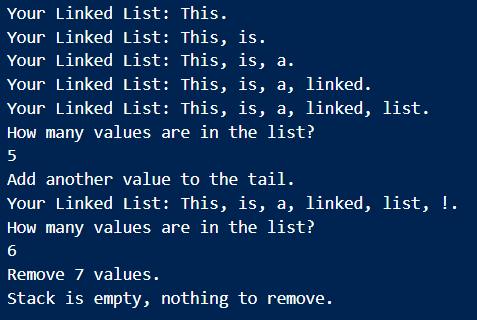 Your Linked List: This.
Your Linked List: This, is.
Your Linked List: This, is, a.
Your Linked List: This, is, a, linked.
Your Linked List: This, is, a, linked, list.
How many values are in the list?
5
Add another value to the tail.
Your Linked List: This, is, a, linked, list, !.
How many values are in the list?
6
Remove 7 values.
Stack is empty, nothing to remove.